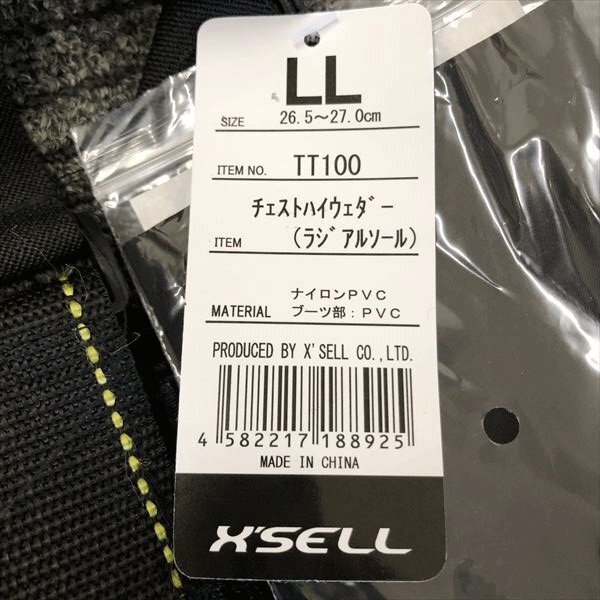 LL
SIZE 26.5～27.0cm
ITEM NO. TT100
ﾁｪｽﾄﾊｲｳｪﾀﾞｰ
ITEM (ﾗｼﾞｱﾙｿｰﾙ)
ナイロンＰＶＣ
MATERIAL ブーツ部：ＰＶＣ
PRODUCED BY X'SELL CO.,LTD.
4 582217 188925
MADE IN CHINA
X'SELL